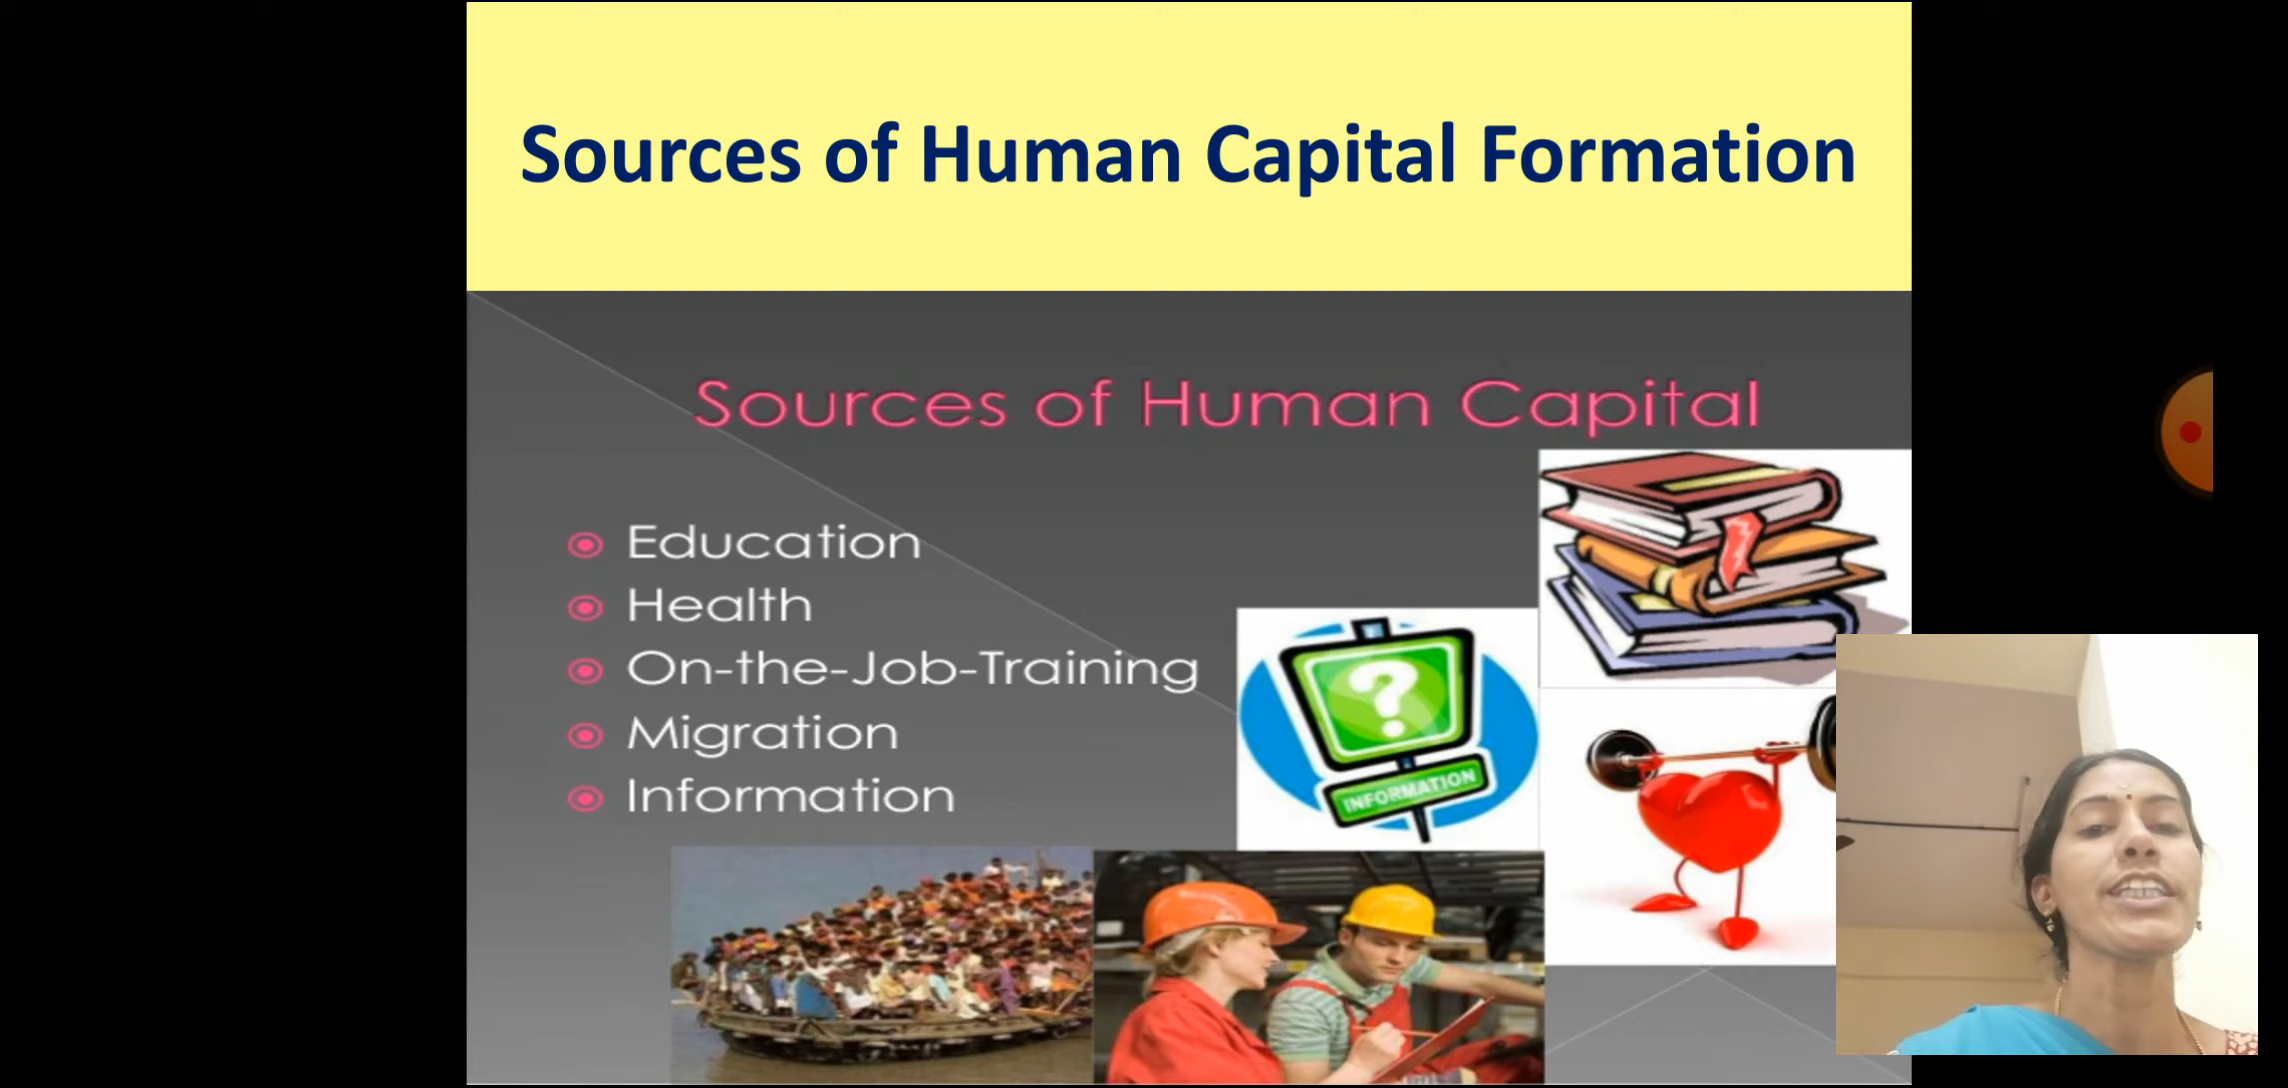 Sources of Human Capital Formation
Sources of Human Capital
Education
Health
On-the-Job-Training
Migration
Information
?
INFORMATION